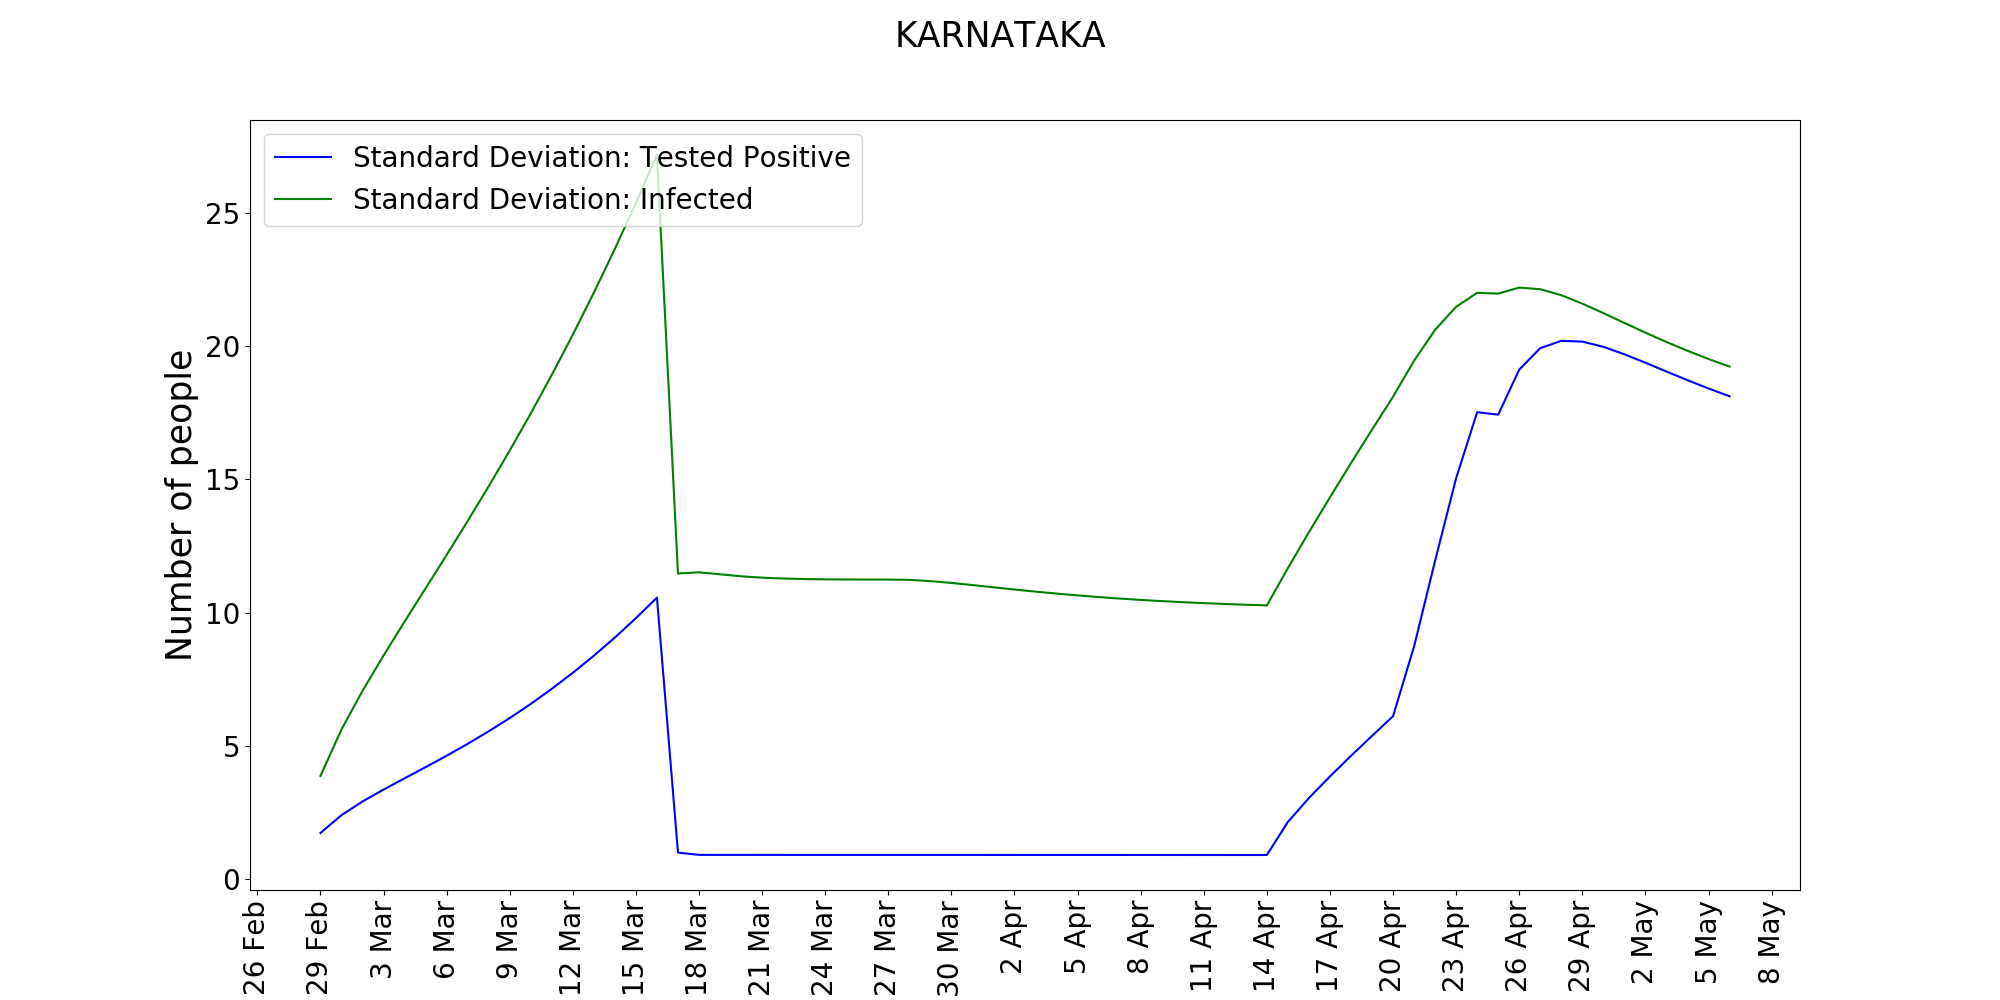 KARNATAKA
Standard Deviation: Tested Positive
Standard Deviation: Infected
Number of people
25
20
15
10
5
0
26 Feb
29 Feb
3 Mar
6 Mar
9 Mar
12 Mar
15 Mar
18 Mar
21 Mar
24 Mar
27 Mar
30 Mar
2 Apr
5 Apr
8 Apr
11 Apr
14 Apr
17 Apr
20 Apr
23 Apr
26 Apr
29 Apr
2 May
5 May
8 May